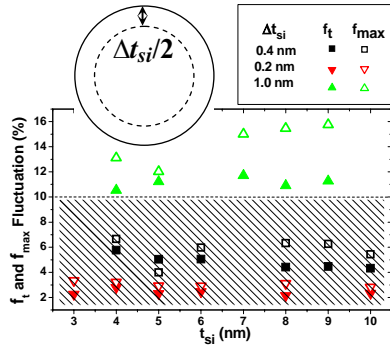 Δt_si/2
Δt_si f_t f_max
0.4 nm
0.2 nm
1.0 nm
f_t and f_max Fluctuation (%)
16
14
12
10
8
6
4
2
3 4 5 6 7 8 9 10
t_si (nm)